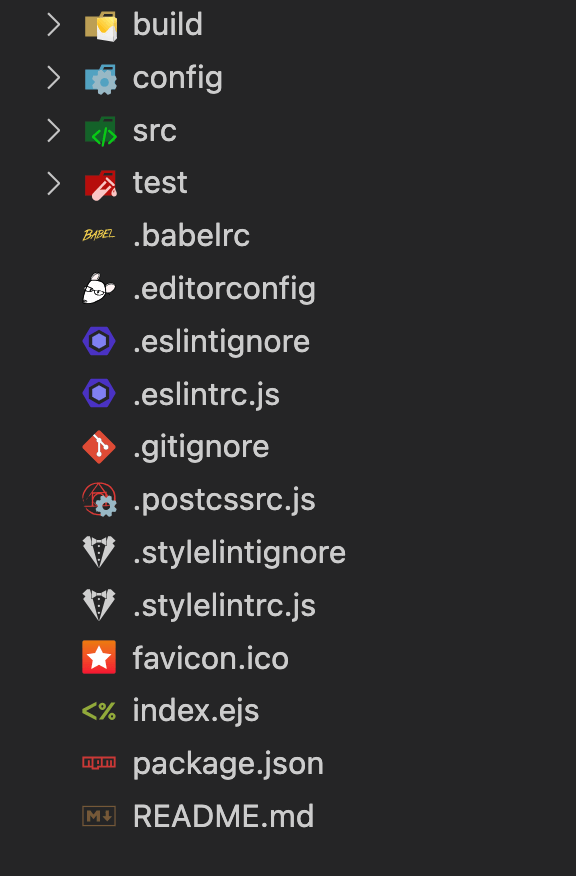 build
config
src
test
BABEL .babelrc
.editorconfig
.eslintignore
.eslintrc.js
.gitignore
.postcssrc.js
.stylelintignore
.stylelintrc.js
favicon.ico
<% index.ejs
npm package.json
M README.md